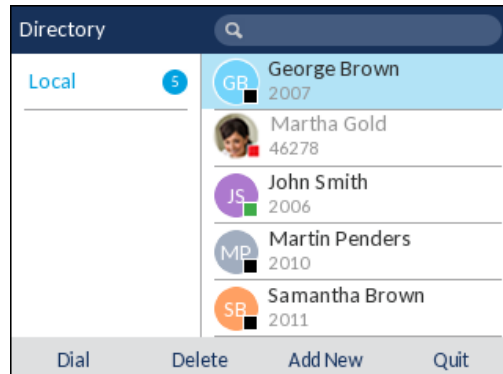 Directory
Local 5
GB George Brown
2007
Martha Gold
46278
JS John Smith
2006
MP Martin Penders
2010
SB Samantha Brown
2011
Dial Delete Add New Quit